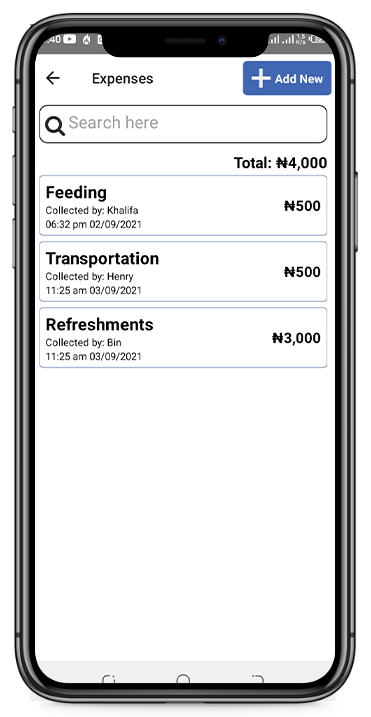 Expenses
Add New
Search here
Total: ₦4,000
Feeding
Collected by: Khalifa
₦500
06:32 pm 02/09/2021
Transportation
Collected by: Henry
₦500
11:25 am 03/09/2021
Refreshments
Collected by: Bin
₦3,000
11:25 am 03/09/2021